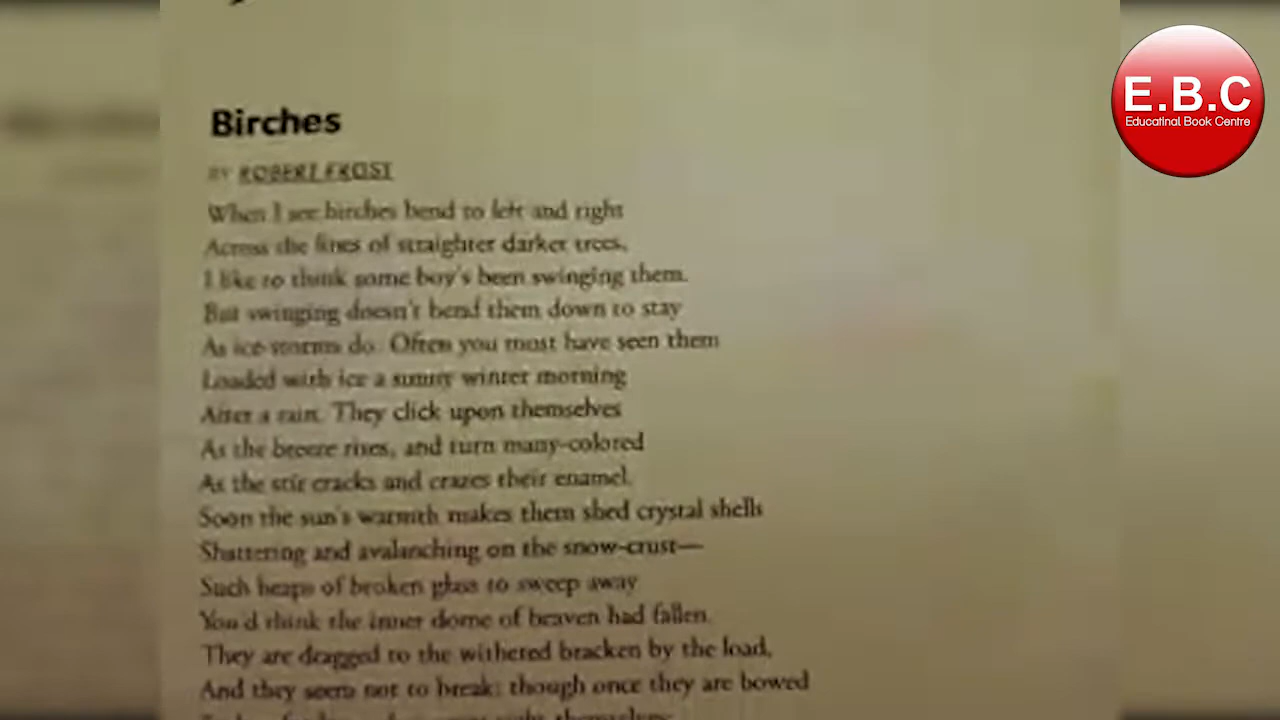 Birches
BY ROBERT FROST
When I see birches bend to left and right
Across the lines of straighter darker trees,
I like to think some boy's been swinging them.
But swinging doesn't bend them down to stay
As ice-storms do. Often you must have seen them
Loaded with ice a sunny winter morning
After a rain. They click upon themselves
As the breeze rises, and turn many-colored
As the stir cracks and crazes their enamel.
Soon the sun's warmth makes them shed crystal shells
Shattering and avalanching on the snow-crust—
Such heaps of broken glass to sweep away
You'd think the inner dome of heaven had fallen.
They are dragged to the withered bracken by the load,
And they seem not to break; though once they are bowed
E.B.C
Educatinal Book Centre